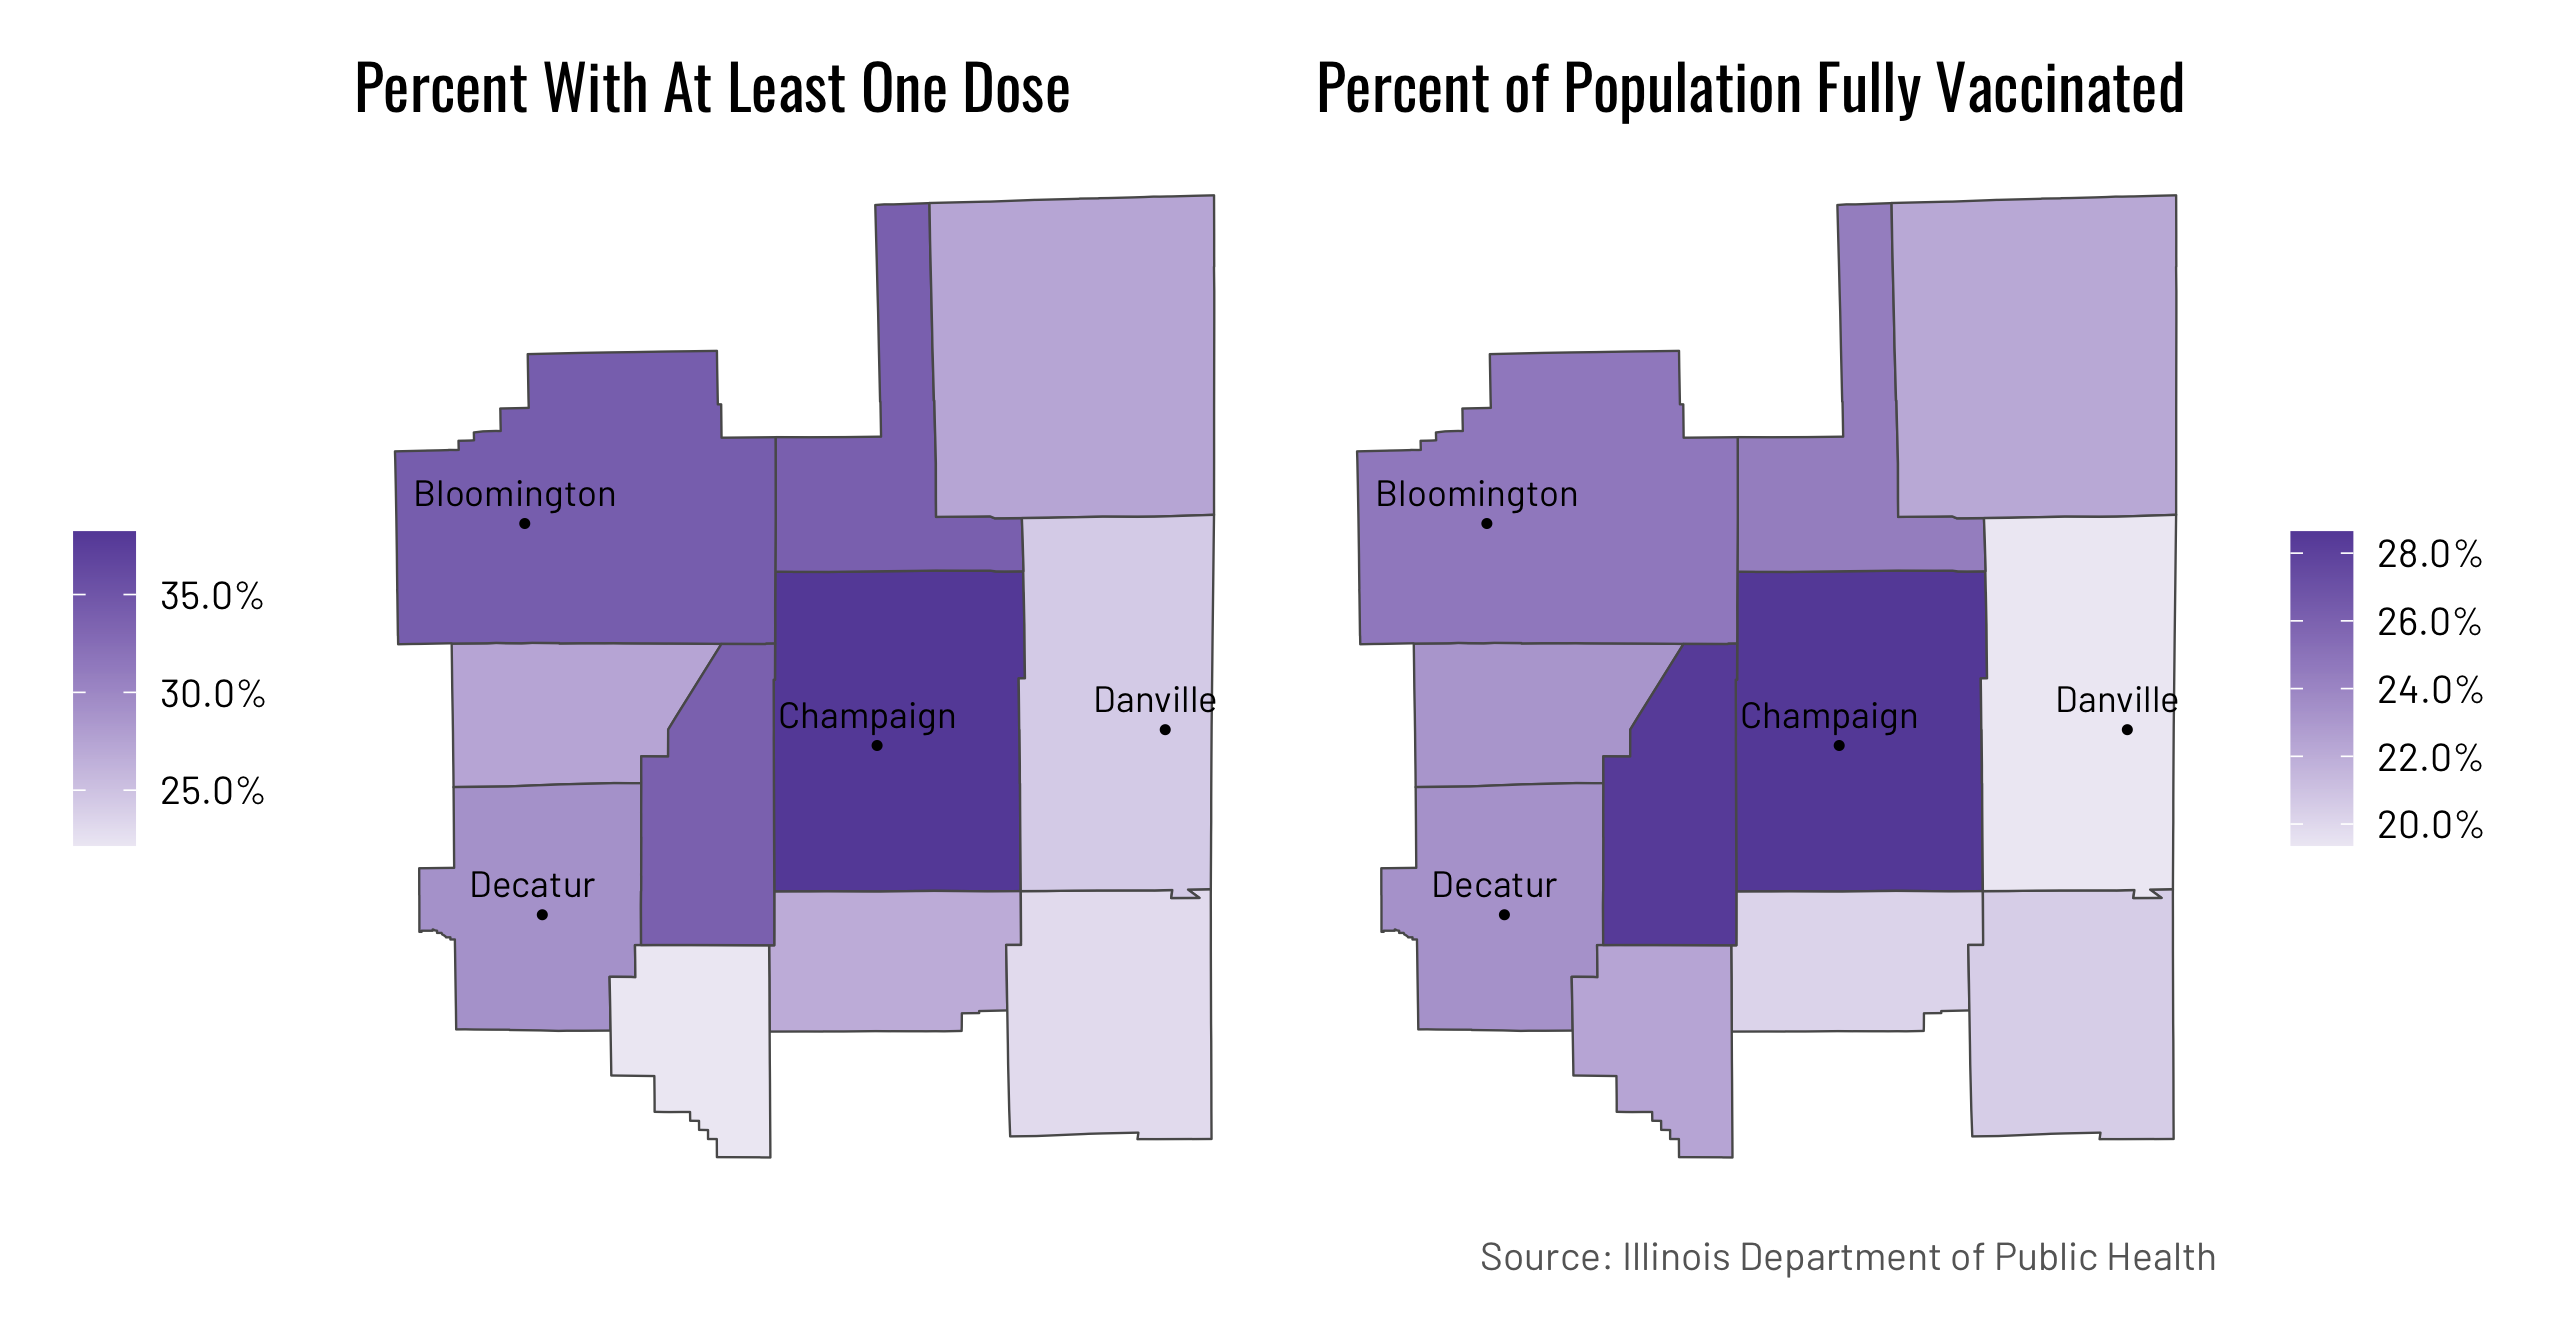 Percent With At Least One Dose
Percent of Population Fully Vaccinated
35.0%
30.0%
25.0%
Bloomington
Champaign
Danville
Decatur
Bloomington
Champaign
Danville
Decatur
28.0%
26.0%
24.0%
22.0%
20.0%
Source: Illinois Department of Public Health